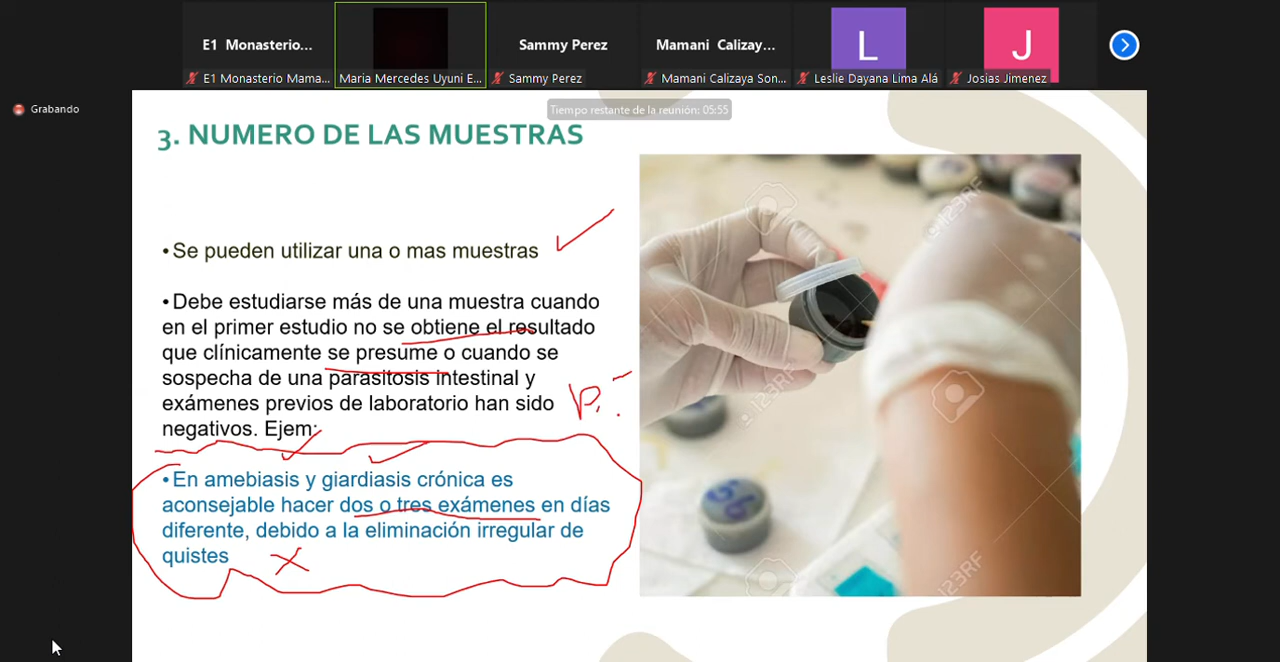 E1 Monasterio...
Sammy Perez
Mamani Calizay...
L
J
E1 Monasterio Mama...
Maria Mercedes Uyuni E...
Sammy Perez
Mamani Calizaya Son...
Leslie Dayana Lima Alá
Josias Jimenez
Grabando
Tiempo restante de la reunión: 05:55
3. NUMERO DE LAS MUESTRAS
•Se pueden utilizar una o mas muestras
•Debe estudiarse más de una muestra cuando
en el primer estudio no se obtiene el resultado
que clínicamente se presume o cuando se
sospecha de una parasitosis intestinal y
exámenes previos de laboratorio han sido
negativos. Ejem:
•En amebiasis y giardiasis crónica es
aconsejable hacer dos o tres exámenes en días
diferente, debido a la eliminación irregular de
quistes
123RF
123RF
123RF
©123RF